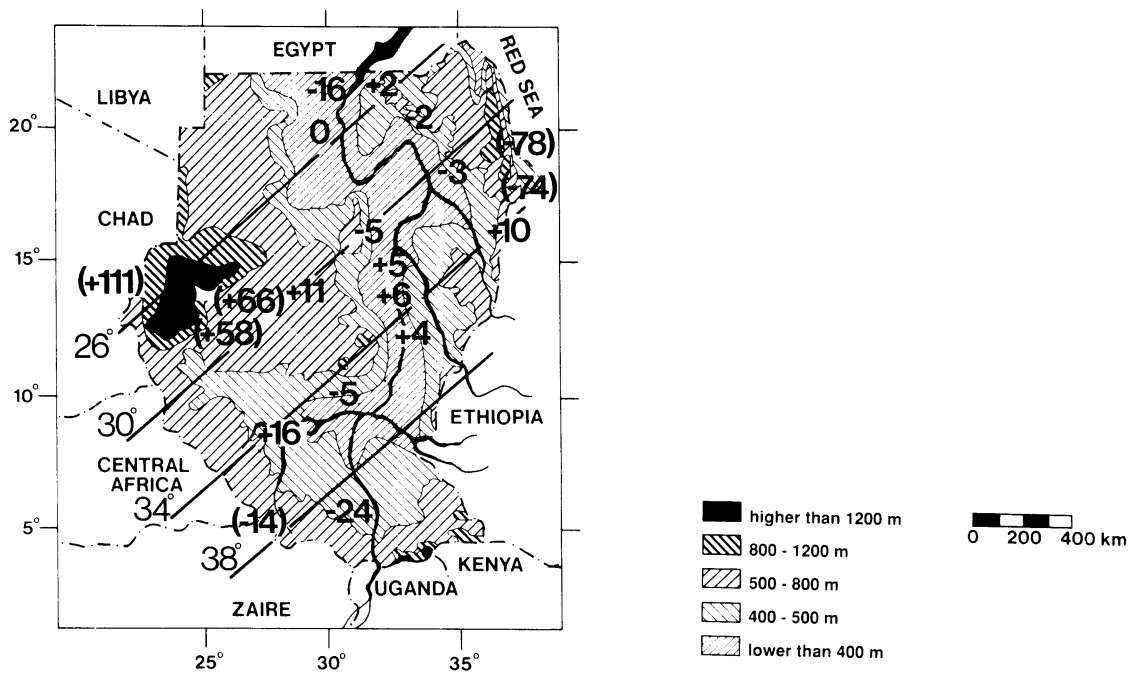 EGYPT
RED SEA
LIBYA
-16
+2
-2
20°
0
(-78)
-3
(-74)
CHAD
-5
+10
15°
+5
(+111)
(+66)
+11
+6
(+58)
+4
26°
10°
-5
ETHIOPIA
30°
+16
CENTRAL
AFRICA
34°
-24
(-14)
5°
38°
KENYA
UGANDA
ZAIRE
25°
30°
35°
higher than 1200 m
800 - 1200 m
500 - 800 m
400 - 500 m
lower than 400 m
0 200 400 km